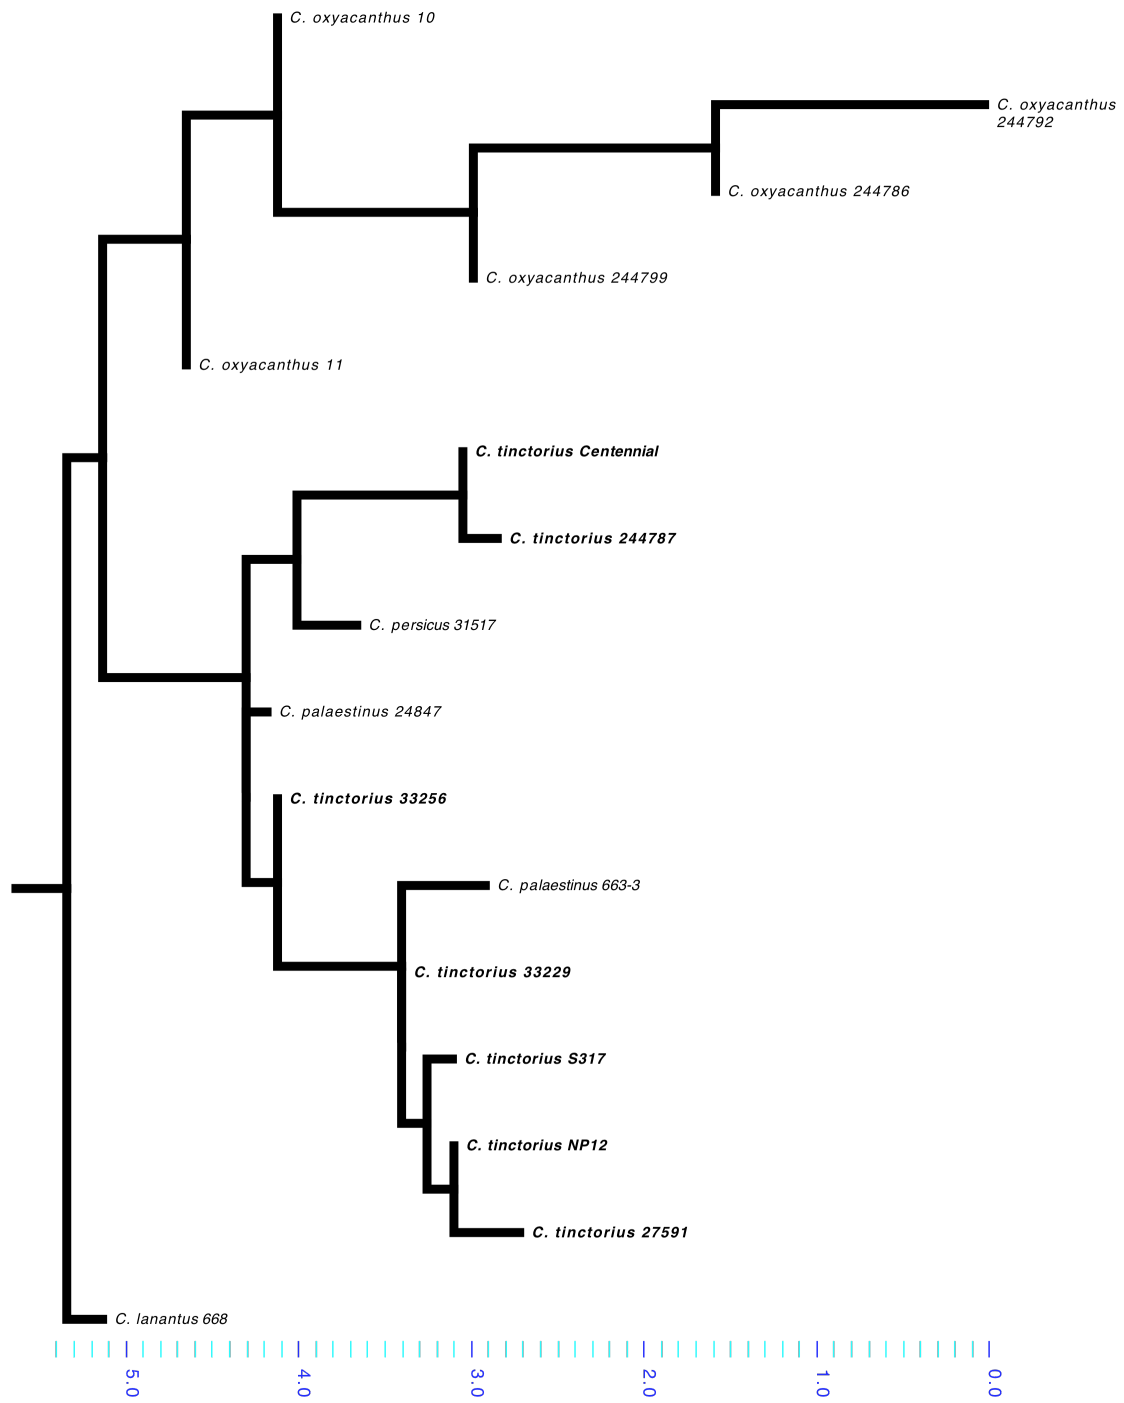 C. oxyacanthus 10
C. oxyacanthus
244792
C. oxyacanthus 244786
C. oxyacanthus 244799
C. oxyacanthus 11
C. tinctorius Centennial
C. tinctorius 244787
C. persicus 31517
C. palaestinus 24847
C. tinctorius 33256
C. palaestinus 663-3
C. tinctorius 33229
C. tinctorius S317
C. tinctorius NP12
C. tinctorius 27591
C. lanantus 668
5.0
4.0
3.0
2.0
1.0
0.0